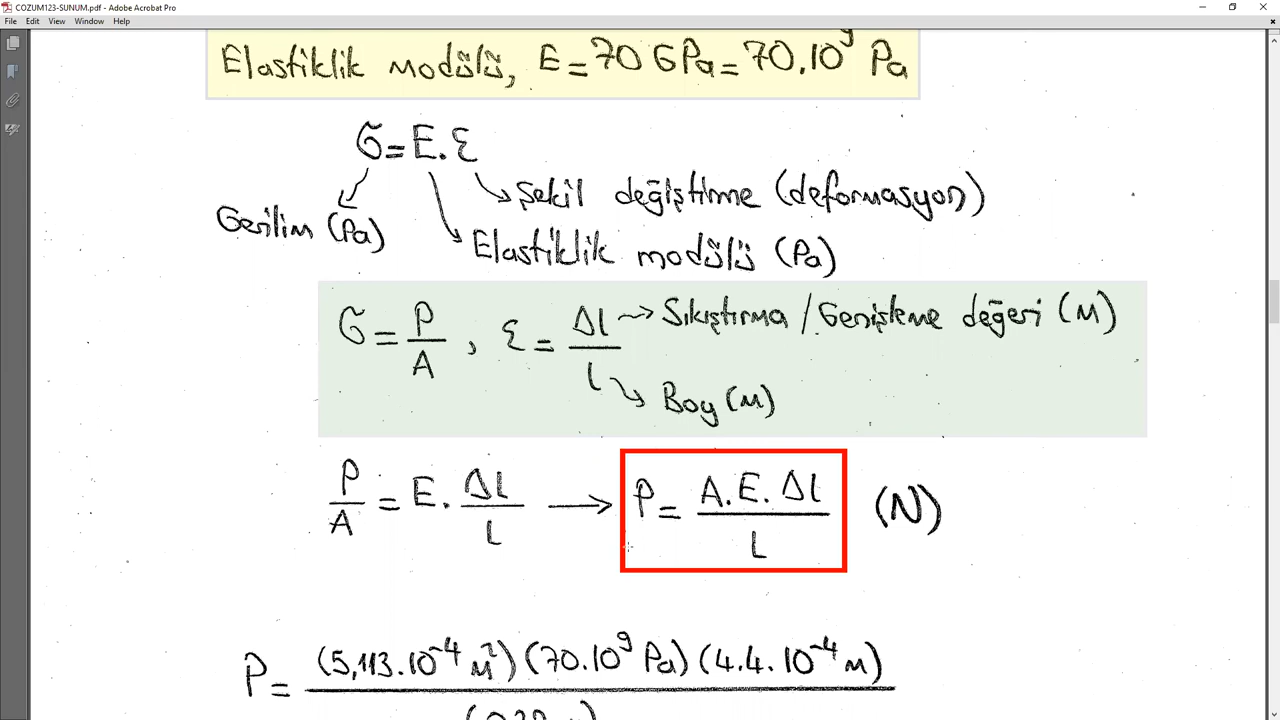 COZUM123-SUNUM.pdf - Adobe Acrobat Pro
File Edit View Window Help
Elastiklik modülü, E = 70 GPa = 70.10⁹ Pa
σ = E.ε
Şekil değiştirme (deformasyon)
Gerilim (Pa)
Elastiklik modülü (Pa)
σ = P/A , ε = Δl/l → Sıkıştırma / Genişleme değeri (m)
Boy (m)
P/A = E. ΔL/L → P = A.E.ΔL/L (N)
P = (5,113.10⁻⁴ m²) (70.10⁹ Pa) (4.4.10⁻⁴ m)